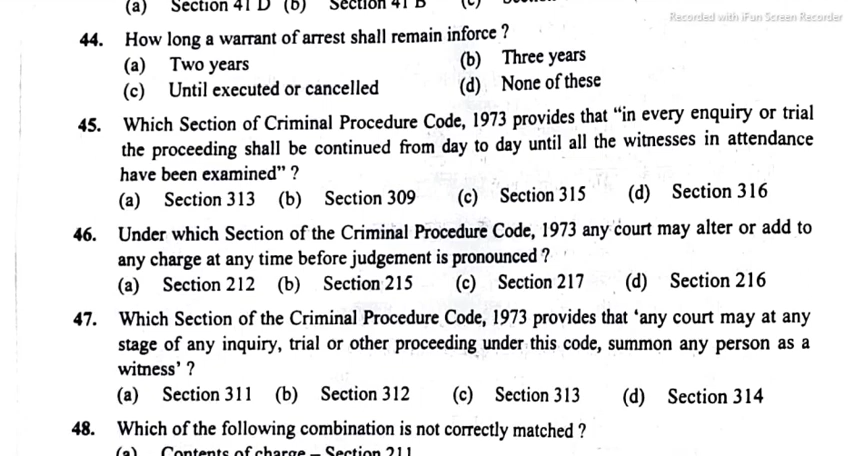 (a) Section 41 D (b) Section 41 B (c)
Recorded with iFun Screen Recorder
44. How long a warrant of arrest shall remain inforce ?
(a) Two years (b) Three years
(c) Until executed or cancelled (d) None of these
45. Which Section of Criminal Procedure Code, 1973 provides that “in every enquiry or trial
the proceeding shall be continued from day to day until all the witnesses in attendance
have been examined” ?
(a) Section 313 (b) Section 309 (c) Section 315 (d) Section 316
46. Under which Section of the Criminal Procedure Code, 1973 any court may alter or add to
any charge at any time before judgement is pronounced ?
(a) Section 212 (b) Section 215 (c) Section 217 (d) Section 216
47. Which Section of the Criminal Procedure Code, 1973 provides that ‘any court may at any
stage of any inquiry, trial or other proceeding under this code, summon any person as a
witness’ ?
(a) Section 311 (b) Section 312 (c) Section 313 (d) Section 314
48. Which of the following combination is not correctly matched ?
(a) Contents of charge – Section 211